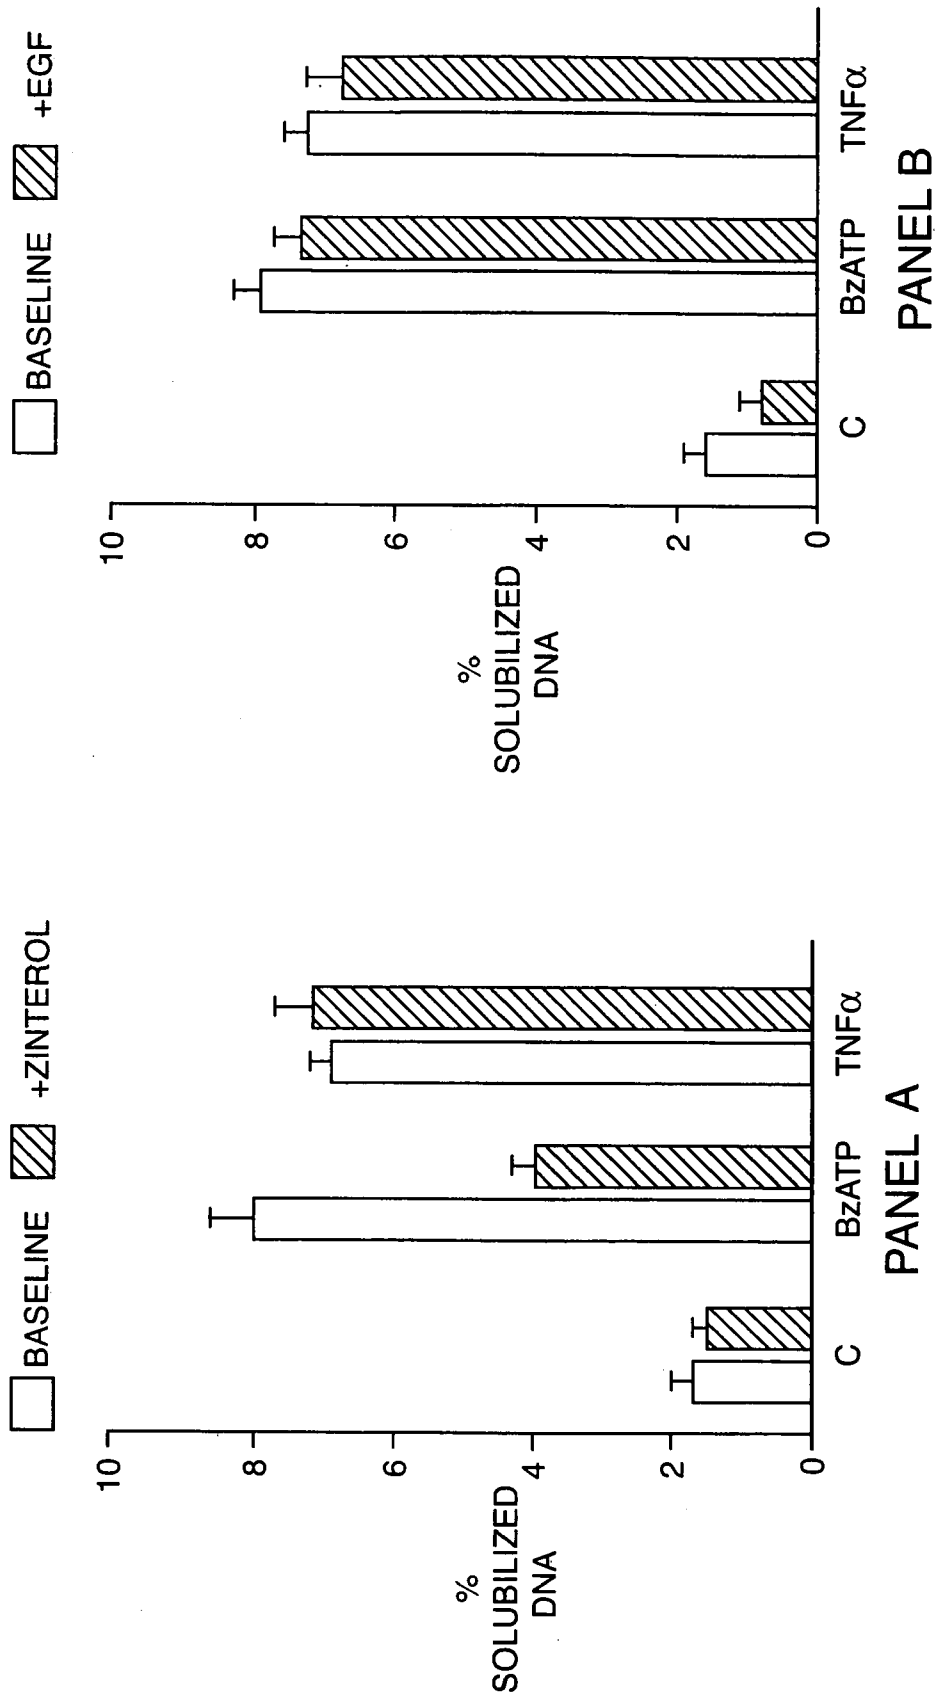 BASELINE +ZINTEROL
10
8
6
4
2
0
%
SOLUBILIZED
DNA
C BzATP TNFα
PANEL A
BASELINE +EGF
10
8
6
4
2
0
%
SOLUBILIZED
DNA
C BzATP TNFα
PANEL B